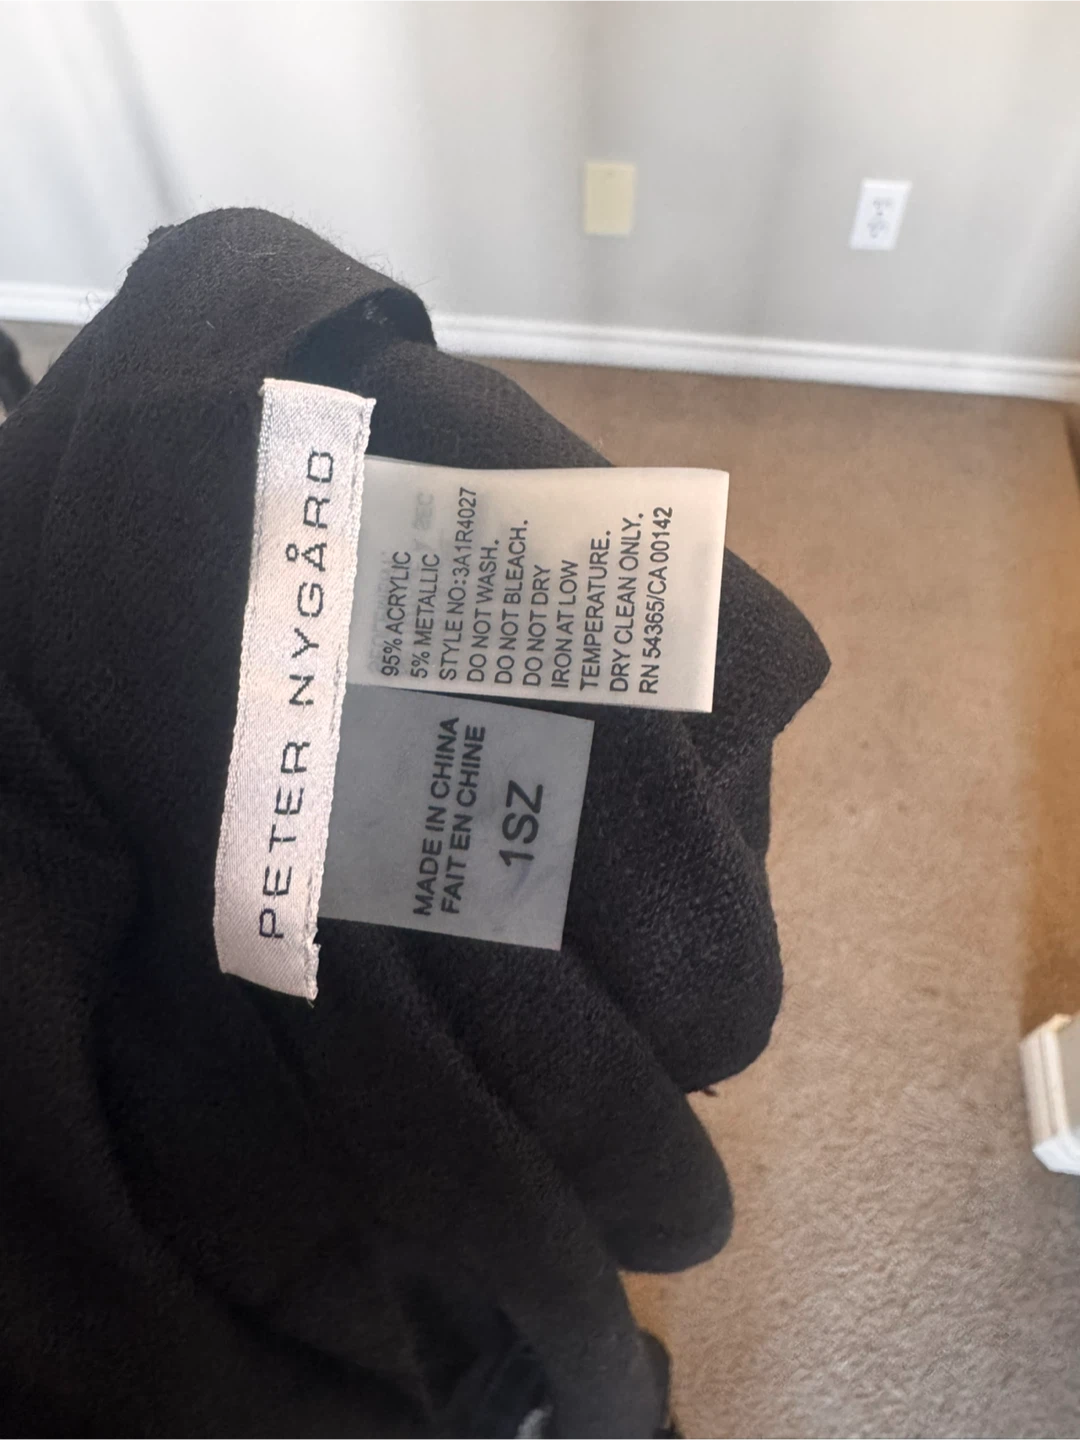 PETER NYGÅRD
95% ACRYLIC
5% METALLIC
STYLE NO:3A1R4027
DO NOT WASH.
DO NOT BLEACH.
DO NOT DRY
IRON AT LOW
TEMPERATURE.
DRY CLEAN ONLY.
RN 54365/CA 00142
MADE IN CHINA
FAIT EN CHINE
1SZ